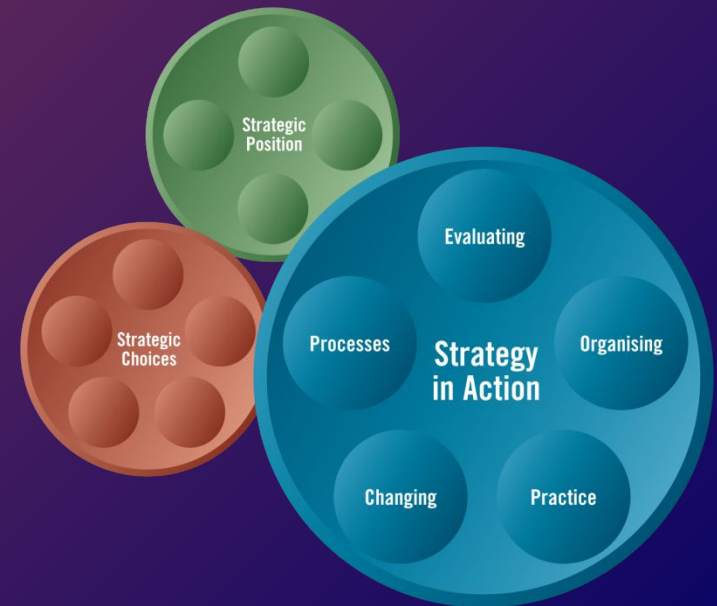 Strategic
Position
Strategic
Choices
Strategy
in Action
Evaluating
Organising
Practice
Changing
Processes